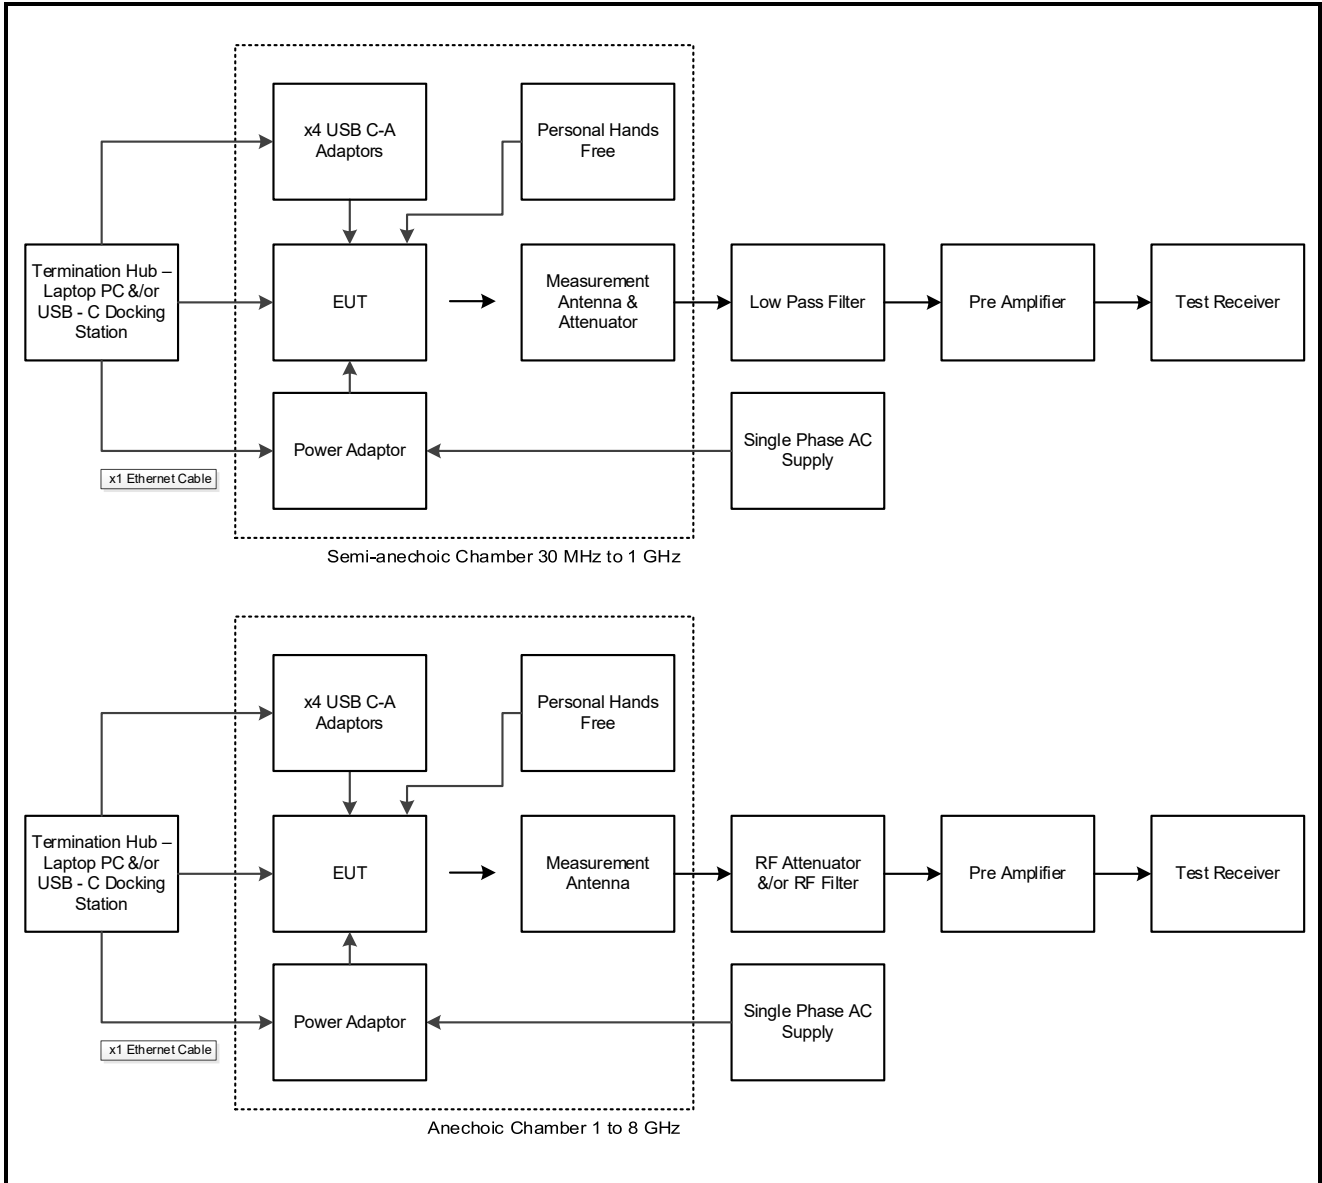 x4 USB C-A
Adaptors
Personal Hands
Free
Termination Hub –
Laptop PC &/or
USB - C Docking
Station
EUT
Measurement
Antenna &
Attenuator
Low Pass Filter
Pre Amplifier
Test Receiver
Power Adaptor
Single Phase AC
Supply
x1 Ethernet Cable
Semi-anechoic Chamber 30 MHz to 1 GHz
x4 USB C-A
Adaptors
Personal Hands
Free
Termination Hub –
Laptop PC &/or
USB - C Docking
Station
EUT
Measurement
Antenna
RF Attenuator
&/or RF Filter
Pre Amplifier
Test Receiver
Power Adaptor
Single Phase AC
Supply
x1 Ethernet Cable
Anechoic Chamber 1 to 8 GHz